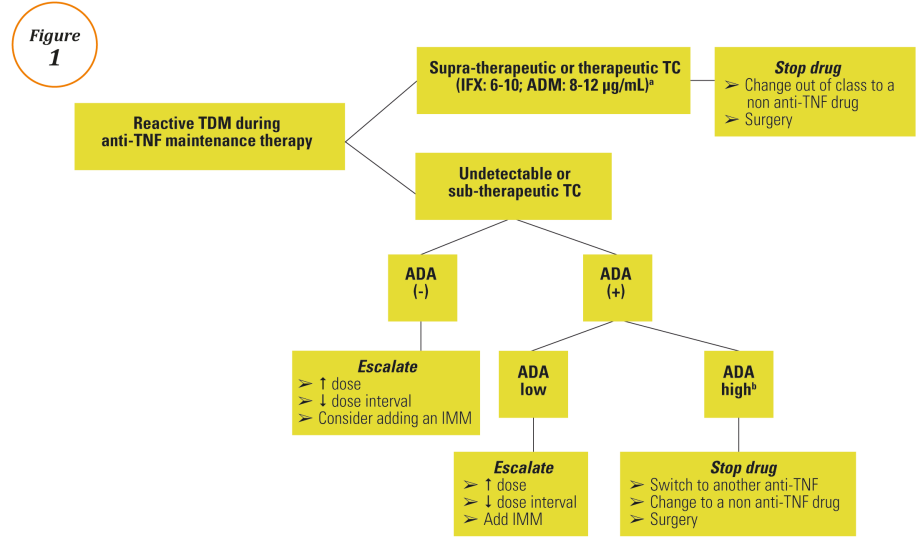 Figure
1
Supra-therapeutic or therapeutic TC
(IFX: 6-10; ADM: 8-12 µg/mL)ª
Stop drug
➢ Change out of class to a
non anti-TNF drug
➢ Surgery
Reactive TDM during
anti-TNF maintenance therapy
Undetectable or
sub-therapeutic TC
ADA
(-)
ADA
(+)
Escalate
➢ ↑ dose
➢ ↓ dose interval
➢ Consider adding an IMM
ADA
low
ADA
highᵇ
Escalate
➢ ↑ dose
➢ ↓ dose interval
➢ Add IMM
Stop drug
➢ Switch to another anti-TNF
➢ Change to a non anti-TNF drug
➢ Surgery